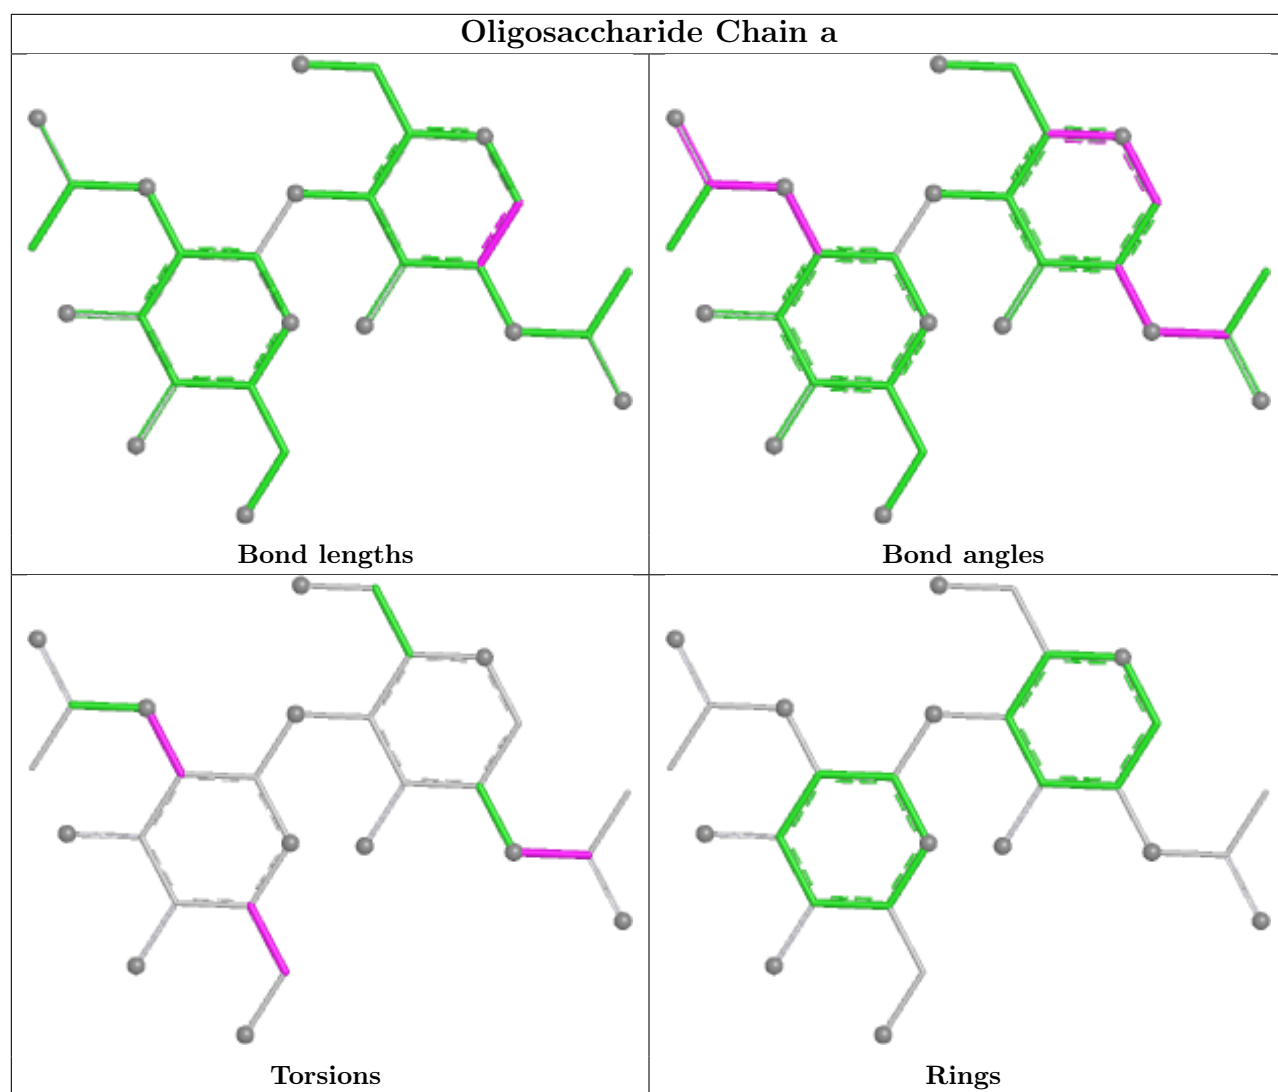 Oligosaccharide Chain a
Bond lengths
Bond angles
Torsions
Rings